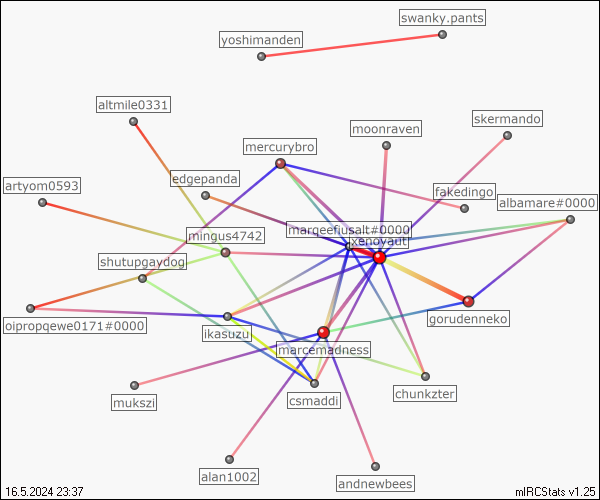 swanky.pants
yoshimanden
altmile0331
skermando
moonraven
mercurybro
edgepanda
artyom0593
fakedingo
albamare#0000
marqeefiusalt#0000
xenovaut
mingus4742
shutupgaydog
oipropqewe0171#0000
gorudenneko
ikasuzu
marcemadness
chunkzter
mukszi
csmaddi
alan1002
andnewbees
16.5.2024 23:37
mIRCStats v1.25